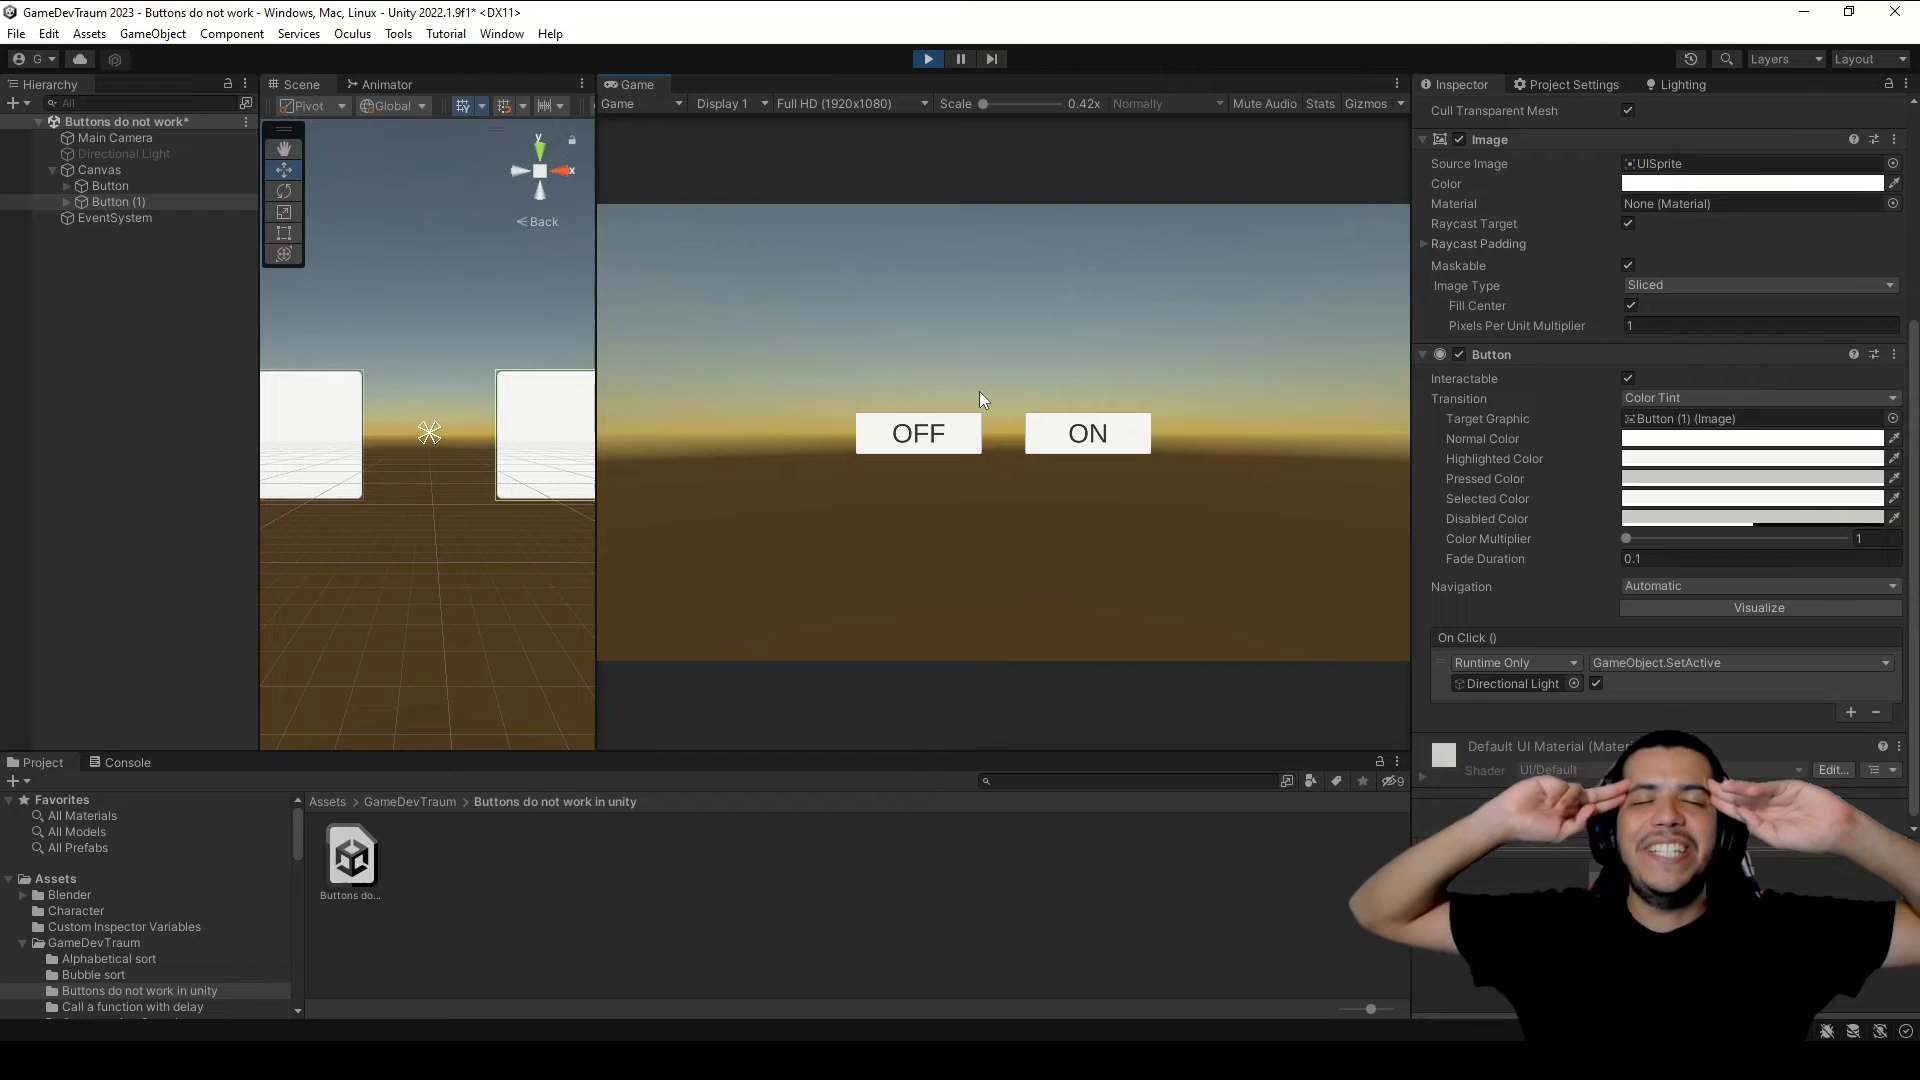 GameDevTraum 2023 - Buttons do not work - Windows, Mac, Linux - Unity 2022.1.9f1* <DX11>
File Edit Assets GameObject Component Services Oculus Tools Tutorial Window Help
G Layers Layout
Hierarchy
All
Buttons do not work*
Main Camera
Directional Light
Canvas
Button
Button (1)
EventSystem
Scene Animator
Pivot Global
y
x
Back
Game
Game Display 1 Full HD (1920x1080) Scale 0.42x Normally Mute Audio Stats Gizmos
OFF ON
Inspector Project Settings Lighting
Cull Transparent Mesh
Image
Source Image UISprite
Color
Material None (Material)
Raycast Target
Raycast Padding
Maskable
Image Type Sliced
Fill Center
Pixels Per Unit Multiplier 1
Button
Interactable
Transition Color Tint
Target Graphic Button (1) (Image)
Normal Color
Highlighted Color
Pressed Color
Selected Color
Disabled Color
Color Multiplier 1
Fade Duration 0.1
Navigation Automatic
Visualize
On Click ()
Runtime Only GameObject.SetActive
Directional Light
+ -
Default UI Material (Mater
Shader UI/Default Edit...
Project Console
9
Favorites
All Materials
All Models
All Prefabs
Assets
Blender
Character
Custom Inspector Variables
GameDevTraum
Alphabetical sort
Bubble sort
Buttons do not work in unity
Call a function with delay
Assets > GameDevTraum > Buttons do not work in unity
Buttons do...